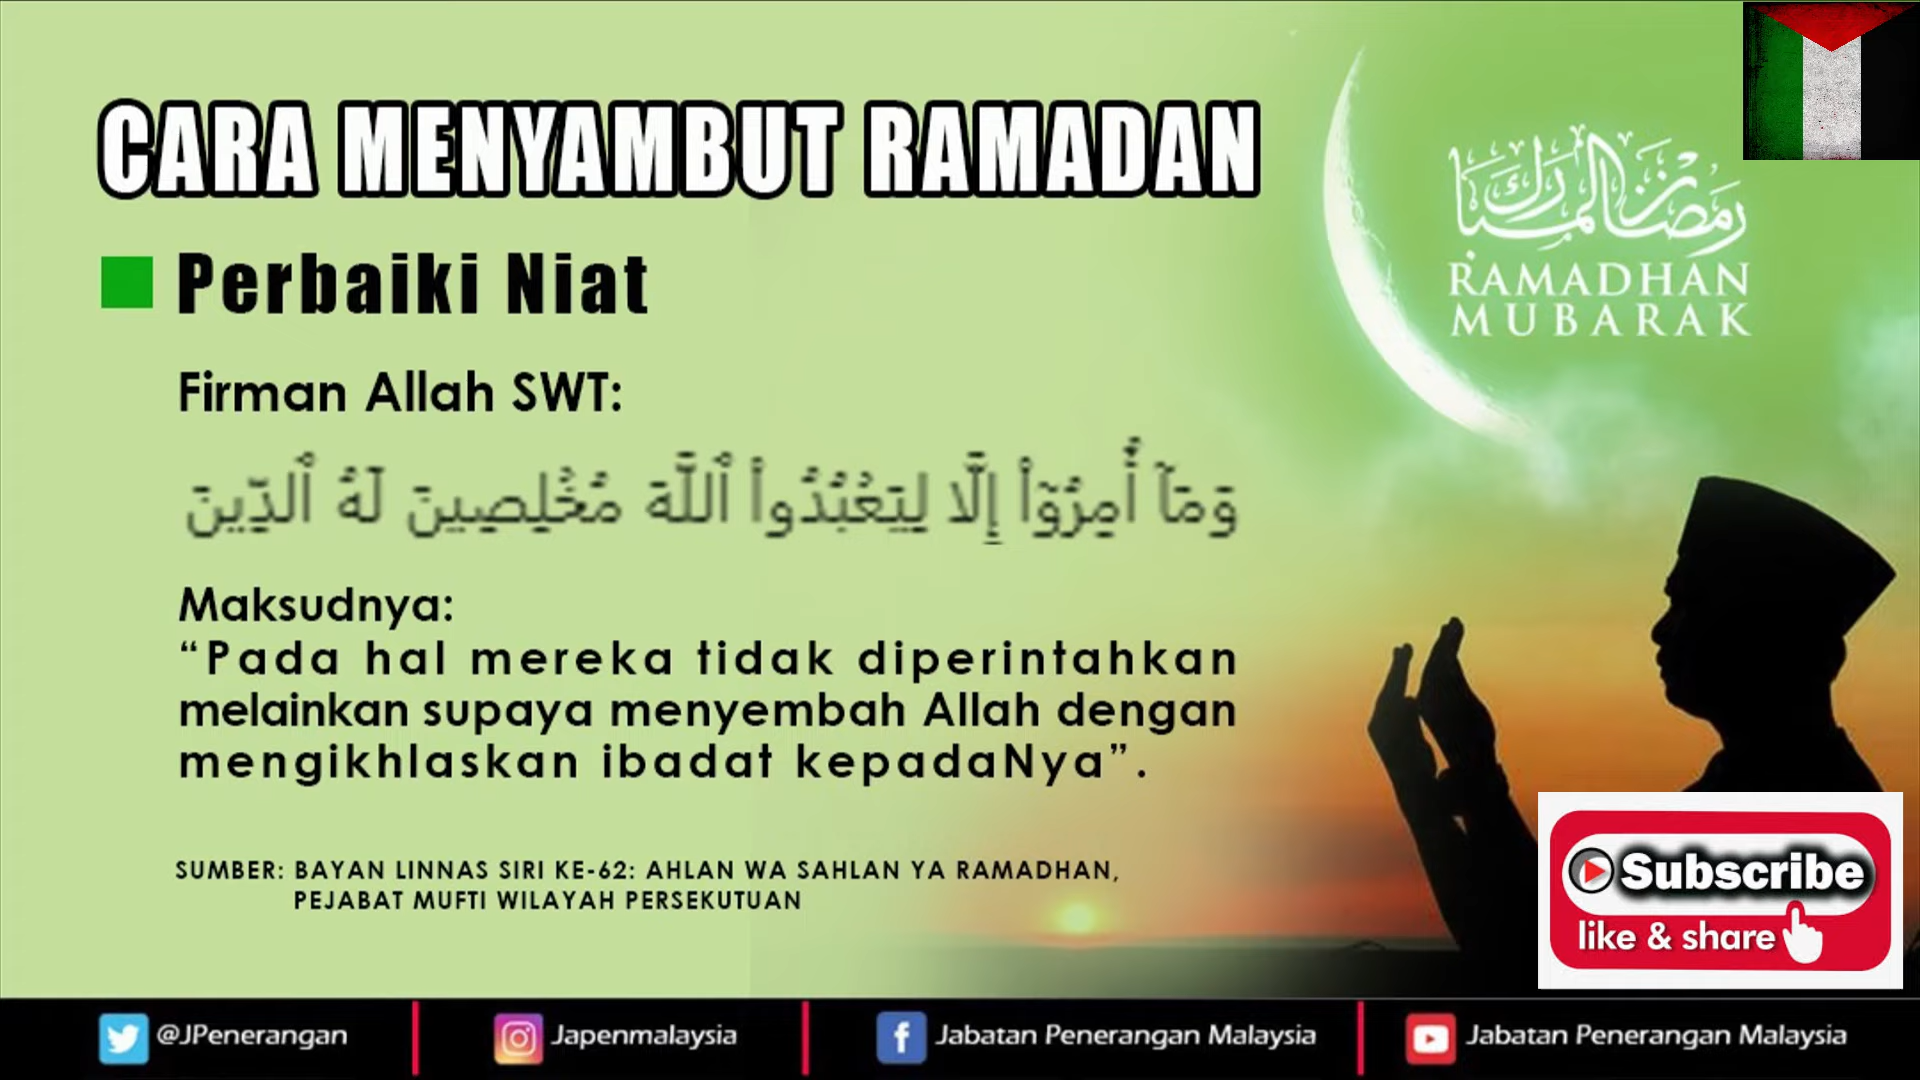 CARA MENYAMBUT RAMADAN
رمضان المبارك
RAMADHAN
MUBARAK
Perbaiki Niat
Firman Allah SWT:
وَمَآ أُمِرُوٓا۟ إِلَّا لِيَعْبُدُوا۟ ٱللَّهَ مُخْلِصِينَ لَهُ ٱلدِّينَ
Maksudnya:
“Pada hal mereka tidak diperintahkan
melainkan supaya menyembah Allah dengan
mengikhlaskan ibadat kepadaNya”.
SUMBER: BAYAN LINNAS SIRI KE-62: AHLAN WA SAHLAN YA RAMADHAN,
PEJABAT MUFTI WILAYAH PERSEKUTUAN
Subscribe
like & share
@JPenerangan
Japenmalaysia
Jabatan Penerangan Malaysia
Jabatan Penerangan Malaysia